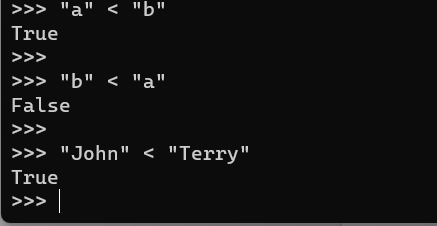 >>> "a" < "b"
True
>>>
>>> "b" < "a"
False
>>>
>>> "John" < "Terry"
True
>>>